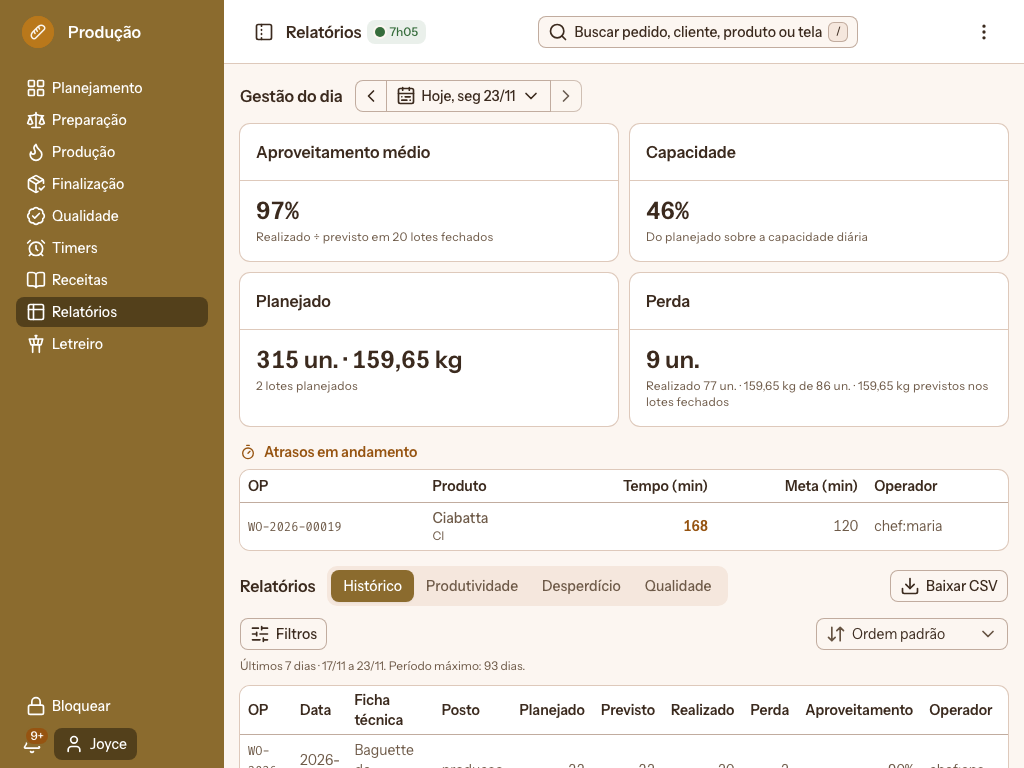 Produção
Relatórios
7h05
Buscar pedido, cliente, produto ou tela /
Planejamento
Preparação
Produção
Finalização
Qualidade
Timers
Receitas
Relatórios
Letreiro
Bloquear
9+
Joyce
Gestão do dia
Hoje, seg 23/11
Aproveitamento médio
97%
Realizado ÷ previsto em 20 lotes fechados
Capacidade
46%
Do planejado sobre a capacidade diária
Planejado
315 un. · 159,65 kg
2 lotes planejados
Perda
9 un.
Realizado 77 un. · 159,65 kg de 86 un. · 159,65 kg previstos nos
lotes fechados
Atrasos em andamento
OP Produto Tempo (min) Meta (min) Operador
WO-2026-00019 Ciabatta 168 120 chef:maria
CI
Relatórios
Histórico Produtividade Desperdício Qualidade
Baixar CSV
Filtros
Ordem padrão
Últimos 7 dias · 17/11 a 23/11. Período máximo: 93 dias.
OP Data Ficha técnica Posto Planejado Previsto Realizado Perda Aproveitamento Operador
WO-
2026-
Baguette